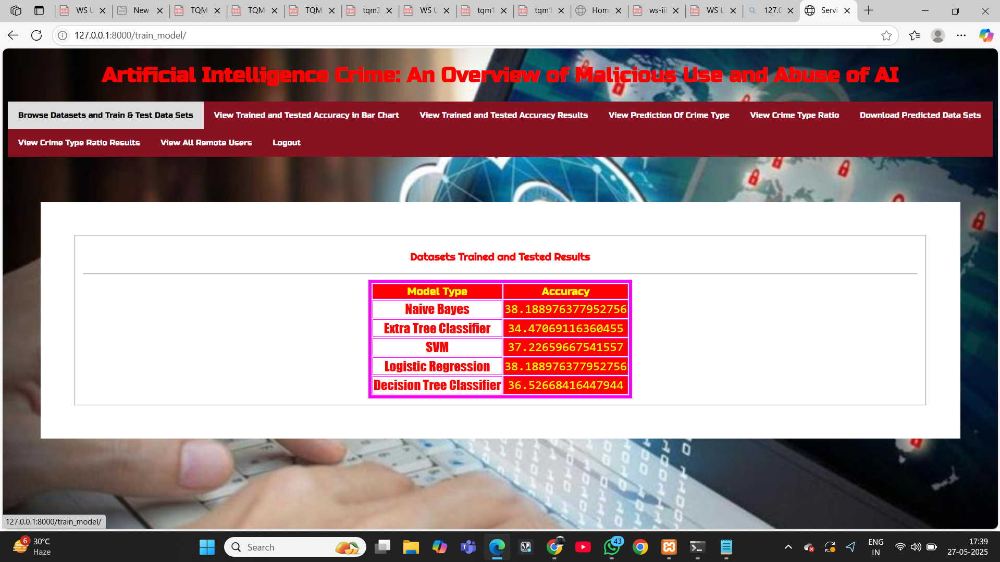 WS U
New
TQM
TQM
TQM
tqm3
WS U
tqm1
tqm1
Hom
ws-iii
WS U
127.0
Servi
127.0.0.1:8000/train_model/
Artificial Intelligence Crime: An Overview of Malicious Use and Abuse of AI
Browse Datasets and Train & Test Data Sets
View Trained and Tested Accuracy in Bar Chart
View Trained and Tested Accuracy Results
View Prediction Of Crime Type
View Crime Type Ratio
Download Predicted Data Sets
View Crime Type Ratio Results
View All Remote Users
Logout
Datasets Trained and Tested Results
Model Type Accuracy
Naive Bayes 38.188976377952756
Extra Tree Classifier 34.47069116360455
SVM 37.22659667541557
Logistic Regression 38.188976377952756
Decision Tree Classifier 36.52668416447944
127.0.0.1:8000/train_model/
6
30°C
Haze
Search
43
ENG
IN
17:39
27-05-2025